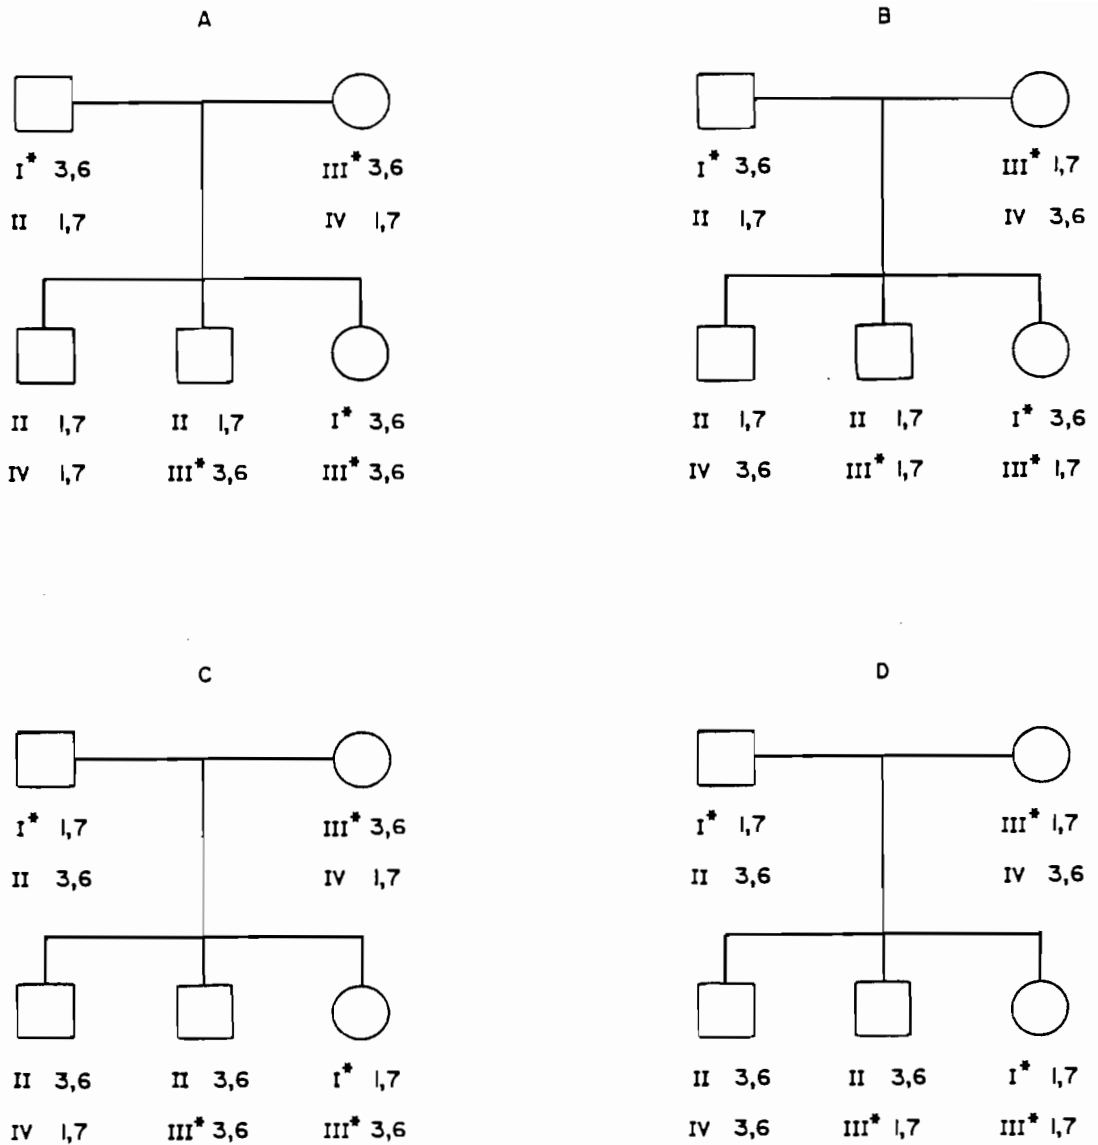 A
I* 3,6 III* 3,6
II 1,7 IV 1,7
II 1,7 II 1,7 I* 3,6
IV 1,7 III* 3,6 III* 3,6
B
I* 3,6 III* 1,7
II 1,7 IV 3,6
II 1,7 II 1,7 I* 3,6
IV 3,6 III* 1,7 III* 1,7
C
I* 1,7 III* 3,6
II 3,6 IV 1,7
II 3,6 II 3,6 I* 1,7
IV 1,7 III* 3,6 III* 3,6
D
I* 1,7 III* 1,7
II 3,6 IV 3,6
II 3,6 II 3,6 I* 1,7
IV 3,6 III* 1,7 III* 1,7